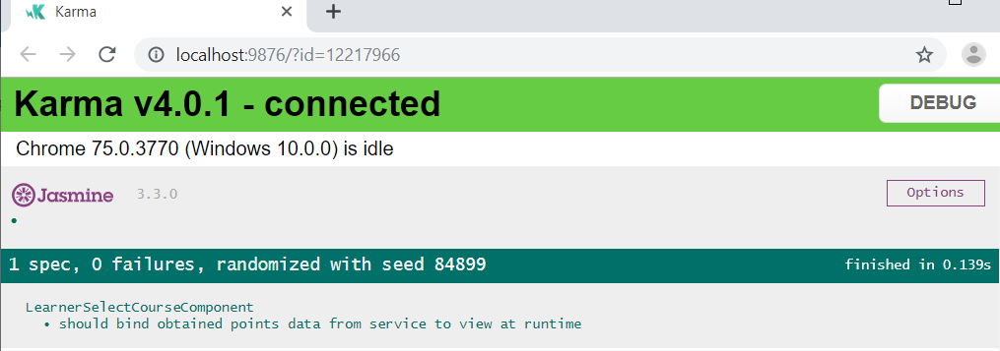 Karma
localhost:9876/?id=12217966
Karma v4.0.1 - connected
DEBUG
Chrome 75.0.3770 (Windows 10.0.0) is idle
Jasmine 3.3.0
Options
•
1 spec, 0 failures, randomized with seed 84899
finished in 0.139s
LearnerSelectCourseComponent
• should bind obtained points data from service to view at runtime